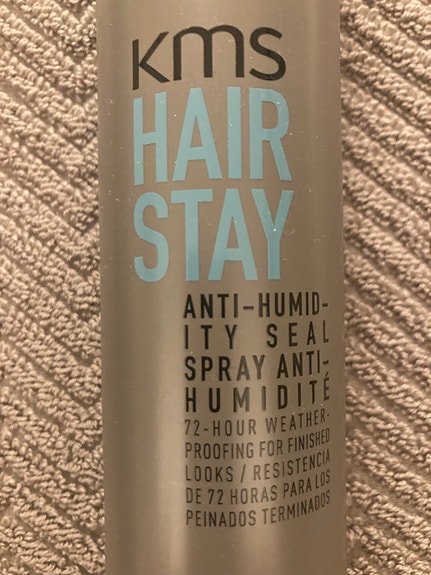 kms
HAIR
STAY
ANTI-HUMID-
ITY SEAL
SPRAY ANTI-
HUMIDITÉ
72-HOUR WEATHER-
PROOFING FOR FINISHED
LOOKS / RESISTENCIA
DE 72 HORAS PARA LOS
PEINADOS TERMINADOS